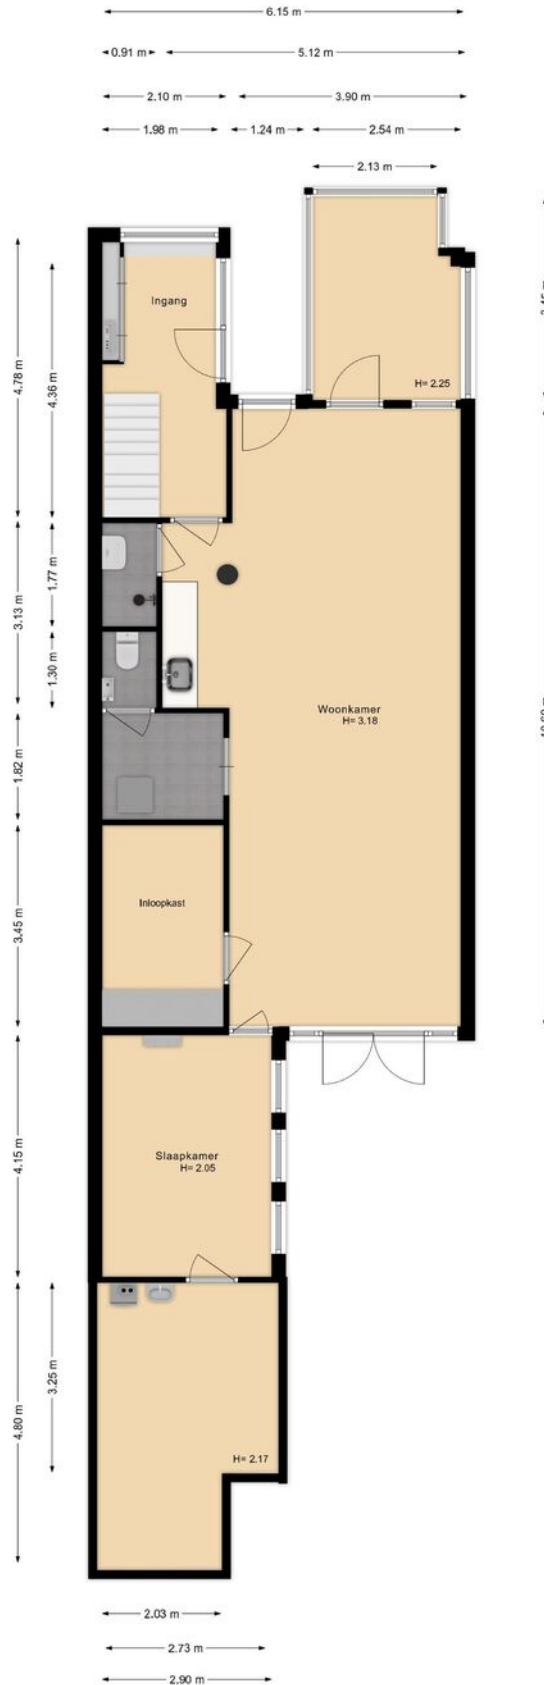 6.15 m
0.91 m
5.12 m
2.10 m
3.90 m
1.98 m
1.24 m
2.54 m
2.13 m
Ingang
H= 2.25
4.78 m
4.36 m
3.13 m
1.77 m
1.30 m
Woonkamer
H= 3.18
1.82 m
Inloopkast
3.45 m
Slaapkamer
H= 2.05
4.15 m
3.25 m
4.80 m
H= 2.17
2.03 m
2.73 m
2.90 m